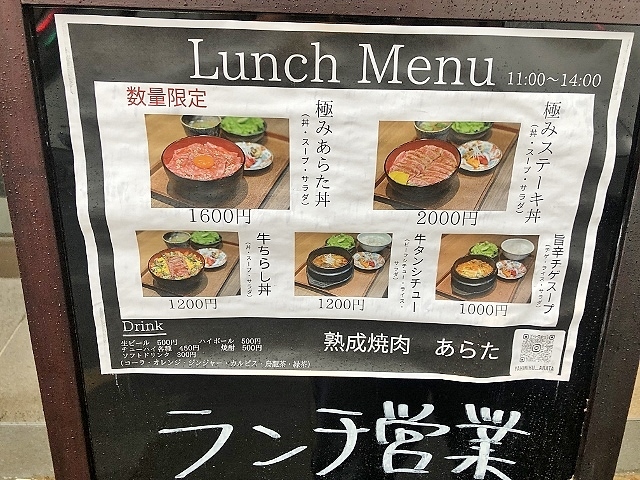 Lunch Menu 11:00～14:00
数量限定
極みあらた丼
(丼・スープ・サラダ)
1600円
極みステーキ丼
(丼・スープ・サラダ)
2000円
牛ちらし丼
(丼・スープ・サラダ)
1200円
牛タンシチュー
1200円
旨辛チゲスープ
1000円
Drink
生ビール 500円 ハイボール 500円
チューハイ各種 450円 焼酎 500円
ソフトドリンク 300円
(コーラ・オレンジ・ジンジャー・カルピス・烏龍茶・緑茶)
熟成焼肉 あらた
YAKINIKU_ARATA
ランチ営業